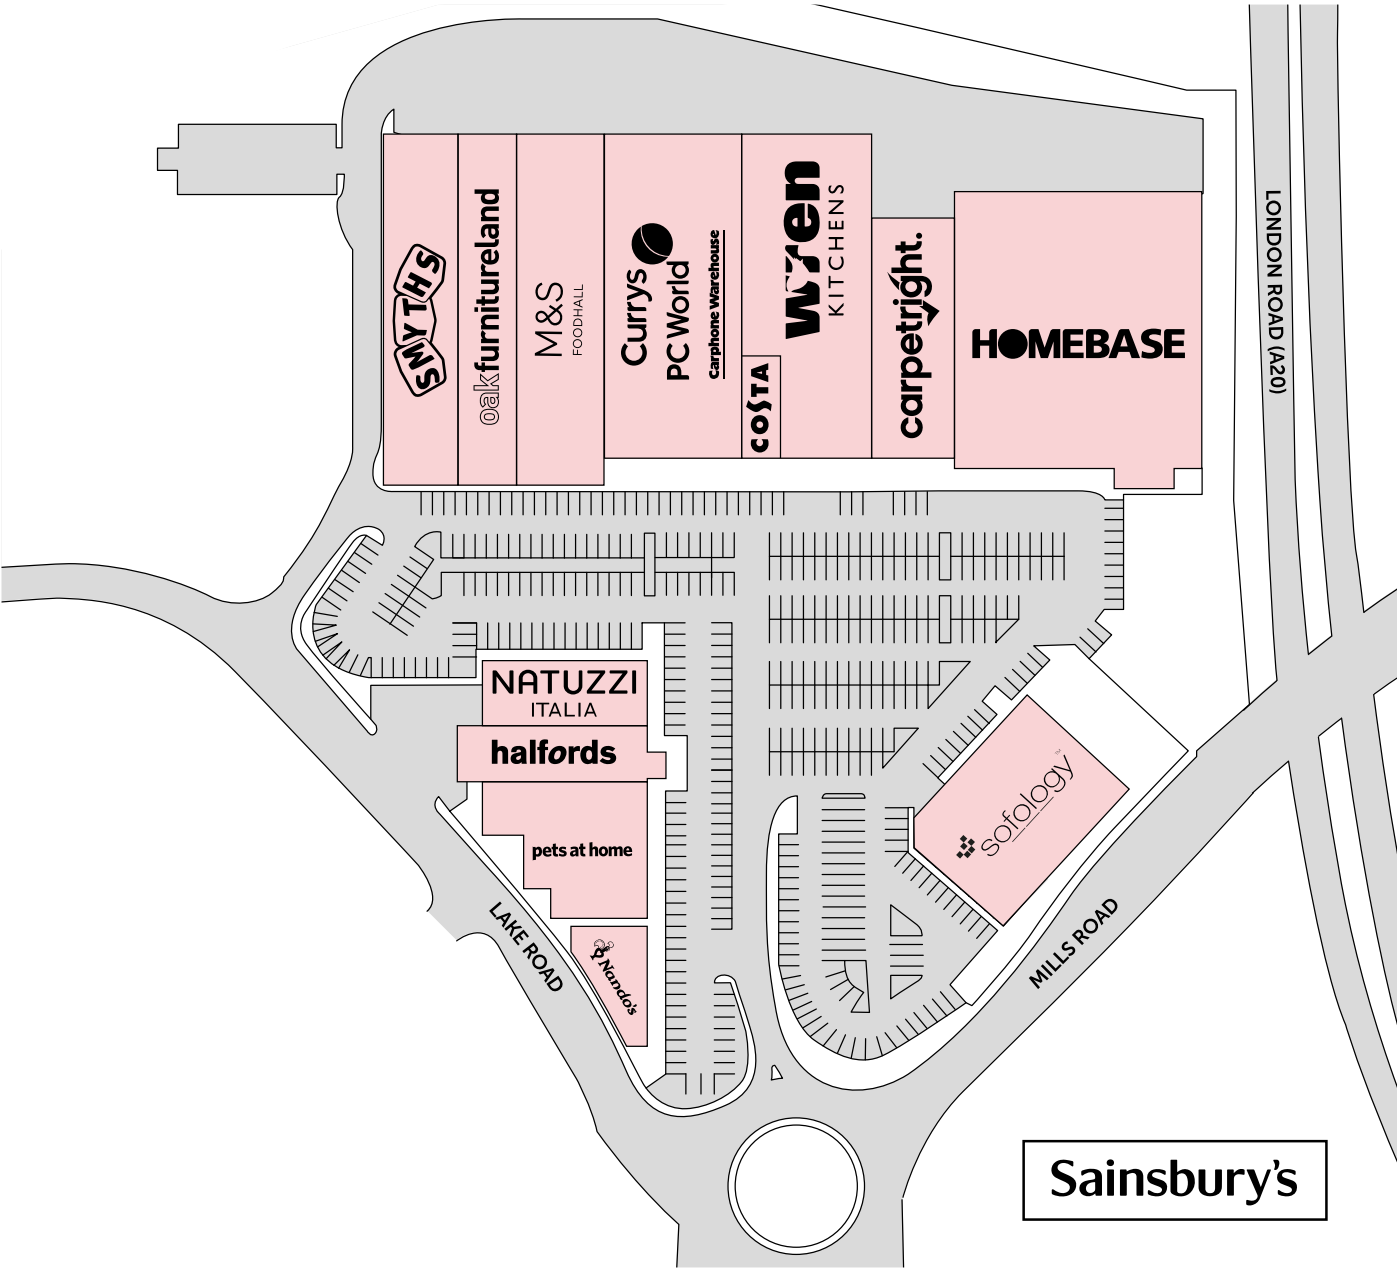 SMYTHS
oakfurnitureland
M&S
FOODHALL
Currys
PC World
Carphone Warehouse
COSTA
wren
KITCHENS
carpetright.
HOMEBASE
LONDON ROAD (A20)
NATUZZI
ITALIA
halfords
pets at home
Nando's
sofology
™
LAKE ROAD
MILLS ROAD
Sainsbury's